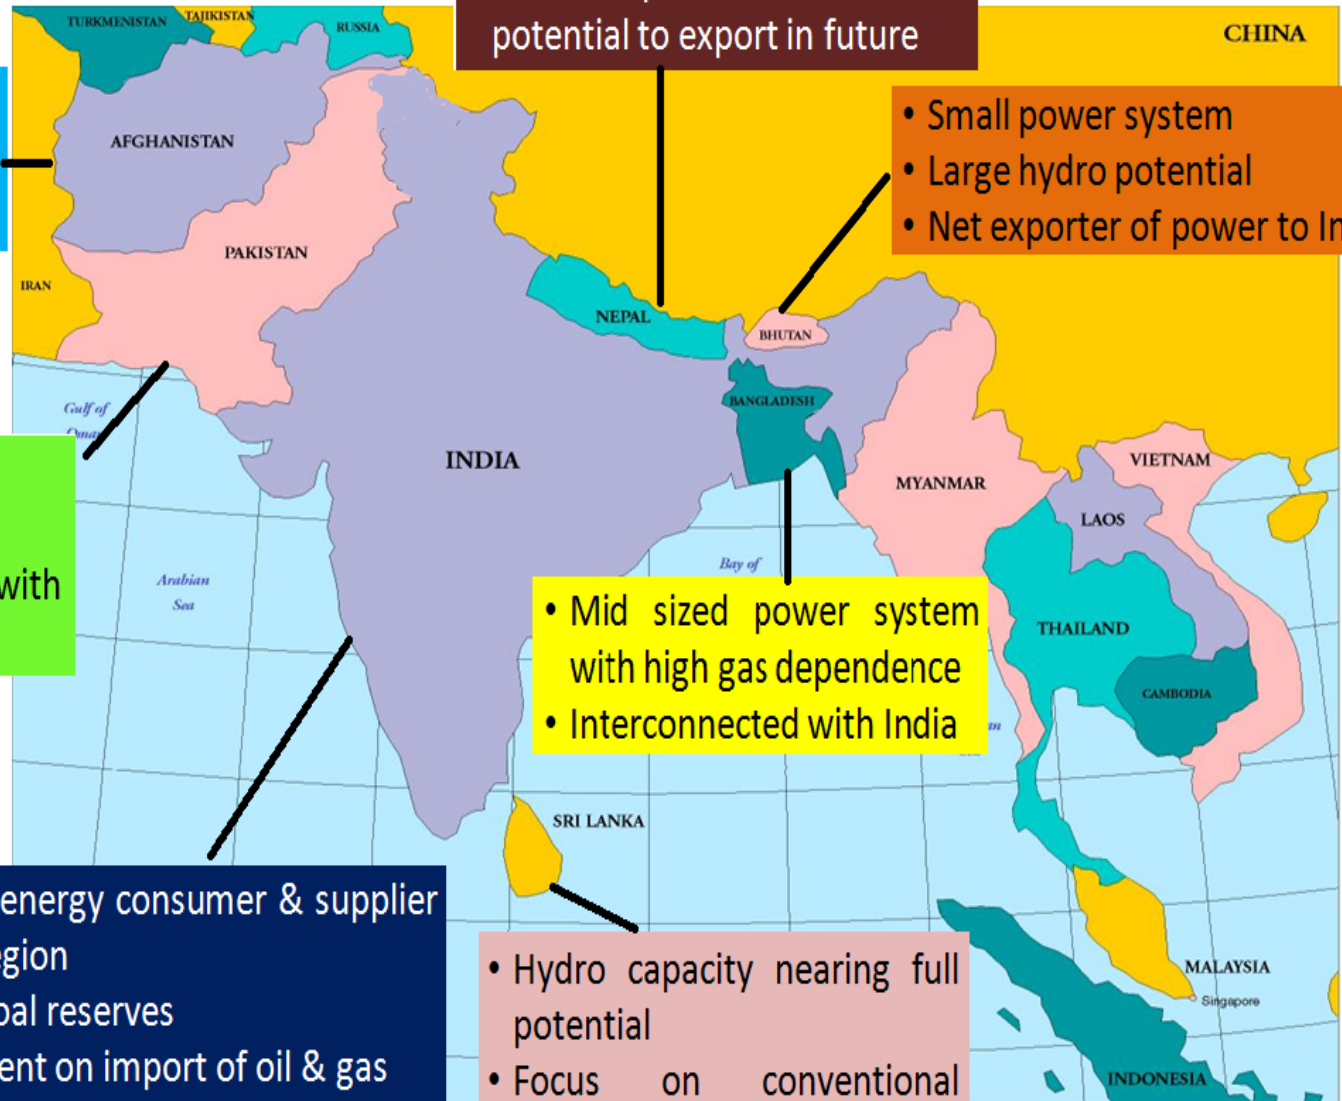 potential to export in future
TURKMENISTAN
TAJIKISTAN
RUSSIA
CHINA
• Small power system
• Large hydro potential
• Net exporter of power to In
AFGHANISTAN
PAKISTAN
IRAN
NEPAL
BHUTAN
BANGLADESH
Gulf of
Oman
INDIA
MYANMAR
VIETNAM
LAOS
with
Arabian
Sea
Bay of
• Mid sized power system
with high gas dependence
• Interconnected with India
THAILAND
CAMBODIA
SRI LANKA
energy consumer & supplier
egion
oal reserves
ent on import of oil & gas
• Hydro capacity nearing full
potential
• Focus on conventional
MALAYSIA
Singapore
INDONESIA